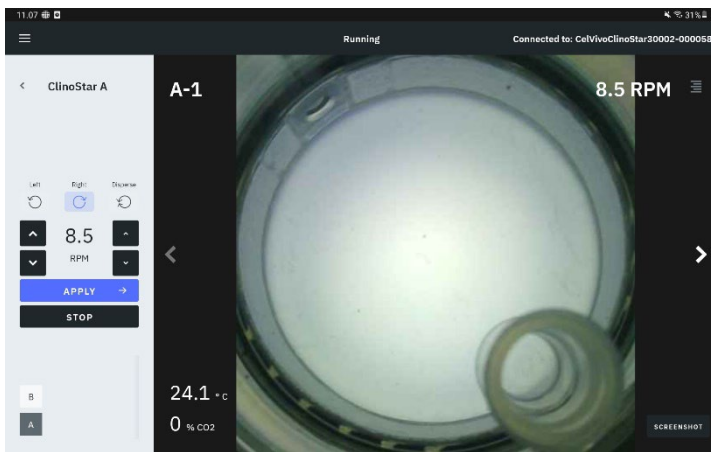 11.07
31%
Running
Connected to: CelVivoClinoStar30002-000058
ClinoStar A
A-1
8.5 RPM
Left Right Disperse
8.5
RPM
APPLY
STOP
B
A
24.1 ° C
0 % CO2
SCREENSHOT